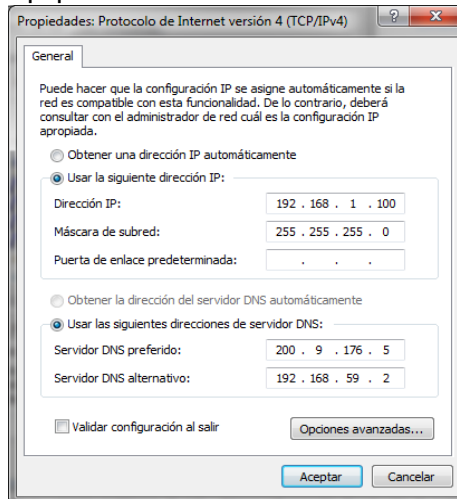 Propiedades: Protocolo de Internet versión 4 (TCP/IPv4)
General
Puede hacer que la configuración IP se asigne automáticamente si la
red es compatible con esta funcionalidad. De lo contrario, deberá
consultar con el administrador de red cuál es la configuración IP
apropiada.
Obtener una dirección IP automáticamente
Usar la siguiente dirección IP:
Dirección IP: 192 . 168 . 1 . 100
Máscara de subred: 255 . 255 . 255 . 0
Puerta de enlace predeterminada: . . .
Obtener la dirección del servidor DNS automáticamente
Usar las siguientes direcciones de servidor DNS:
Servidor DNS preferido: 200 . 9 . 176 . 5
Servidor DNS alternativo: 192 . 168 . 59 . 2
Validar configuración al salir Opciones avanzadas...
Aceptar Cancelar